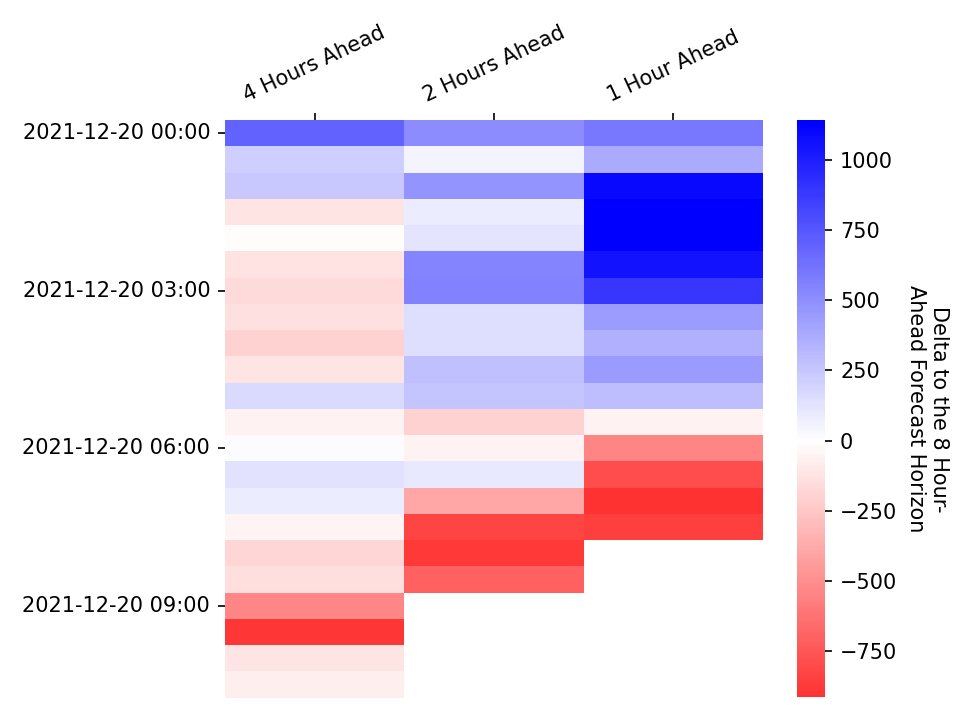 4 Hours Ahead
2 Hours Ahead
1 Hour Ahead
2021-12-20 00:00
2021-12-20 03:00
2021-12-20 06:00
2021-12-20 09:00
1000
750
500
250
0
−250
−500
−750
Delta to the 8 Hour-
Ahead Forecast Horizon